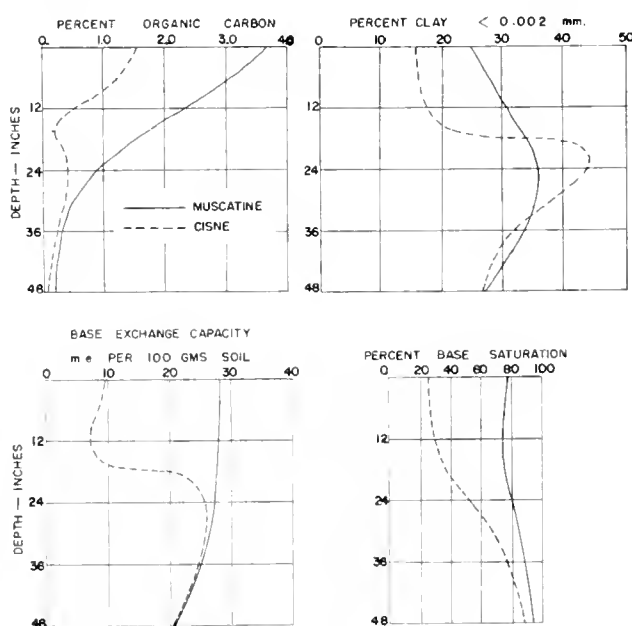 PERCENT ORGANIC CARBON
0. 1.0 2.0 3.0 4.0
DEPTH — INCHES
12
24
36
48
MUSCATINE
CISNE
PERCENT CLAY < 0.002 mm.
0 10 20 30 40 50
12
24
36
48
BASE EXCHANGE CAPACITY
m e PER 100 GMS SOIL
0 10 20 30 40
DEPTH — INCHES
12
24
36
48
PERCENT BASE SATURATION
0 20 40 60 80 100
12
24
36
48